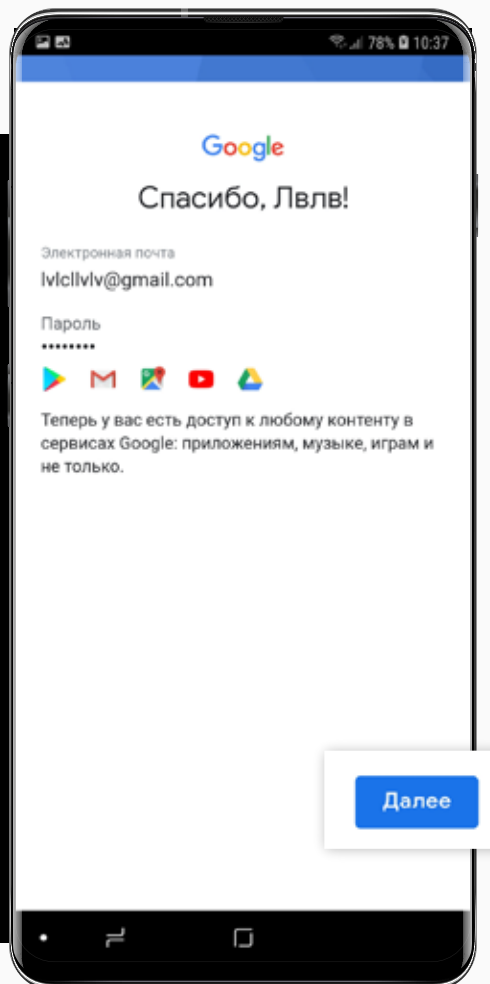 78% 10:37
Google
Спасибо, Лвлв!
Электронная почта
lvlcllvlv@gmail.com
Пароль
Теперь у вас есть доступ к любому контенту в
сервисах Google: приложениям, музыке, играм и
не только.
Далее